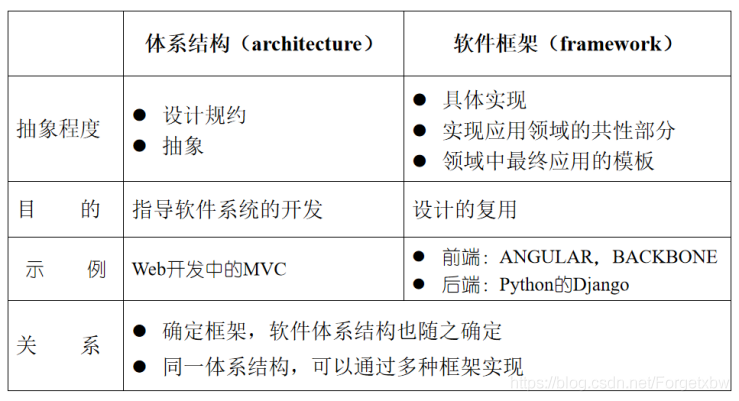 体系结构（architecture）
软件框架（framework）
抽象程度
● 设计规约
● 抽象
● 具体实现
● 实现应用领域的共性部分
● 领域中最终应用的模板
目 的
指导软件系统的开发
设计的复用
示 例
Web开发中的MVC
● 前端：ANGULAR，BACKBONE
● 后端：Python的Django
关 系
● 确定框架，软件体系结构也随之确定
● 同一体系结构，可以通过多种框架实现
https://blog.csdn.net/Forgetxbw